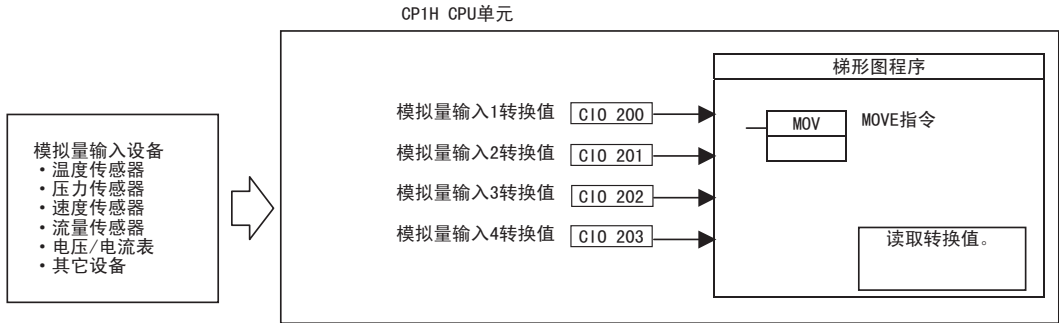 CP1H CPU单元
梯形图程序
模拟量输入1转换值 CIO 200
MOV MOVE指令
模拟量输入2转换值 CIO 201
模拟量输入3转换值 CIO 202
模拟量输入4转换值 CIO 203
读取转换值。
模拟量输入设备
・温度传感器
・压力传感器
・速度传感器
・流量传感器
・电压/电流表
・其它设备